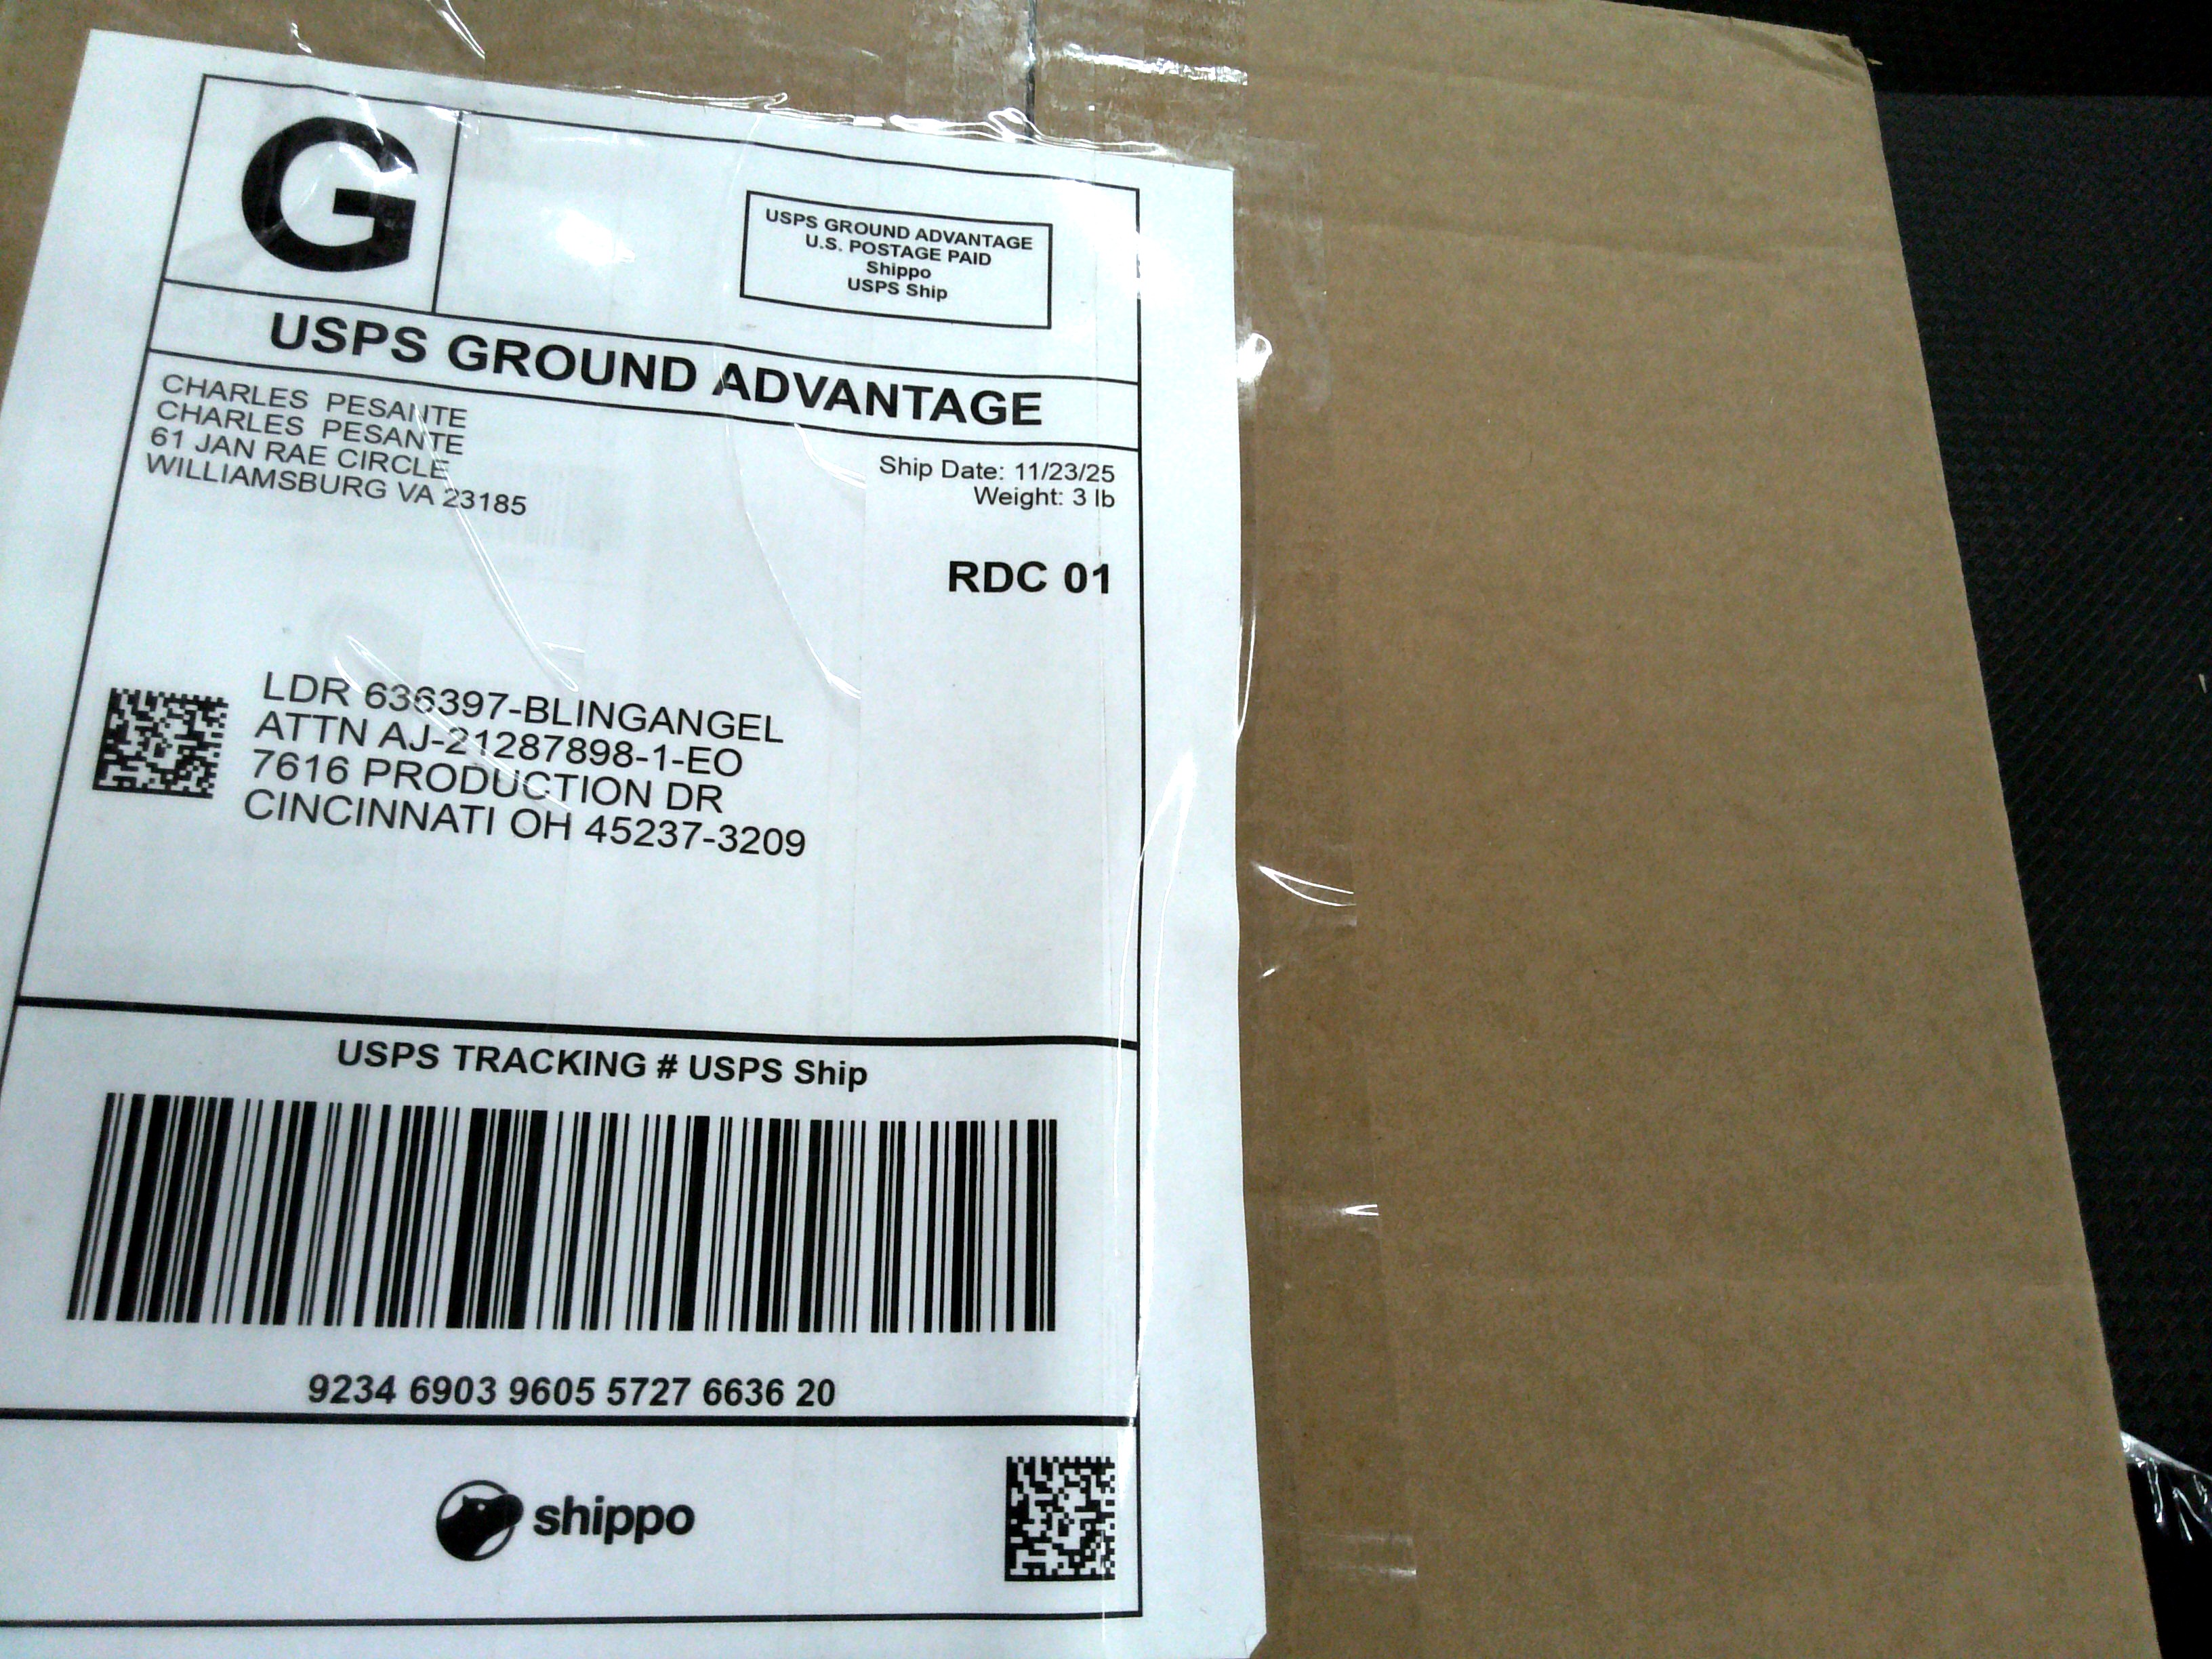 G
USPS GROUND ADVANTAGE
U.S. POSTAGE PAID
Shippo
USPS Ship
USPS GROUND ADVANTAGE
CHARLES PESANTE
CHARLES PESANTE
61 JAN RAE CIRCLE
WILLIAMSBURG VA 23185
Ship Date: 11/23/25
Weight: 3 lb
RDC 01
LDR 636397-BLINGANGEL
ATTN AJ-21287898-1-EO
7616 PRODUCTION DR
CINCINNATI OH 45237-3209
USPS TRACKING # USPS Ship
9234 6903 9605 5727 6636 20
shippo